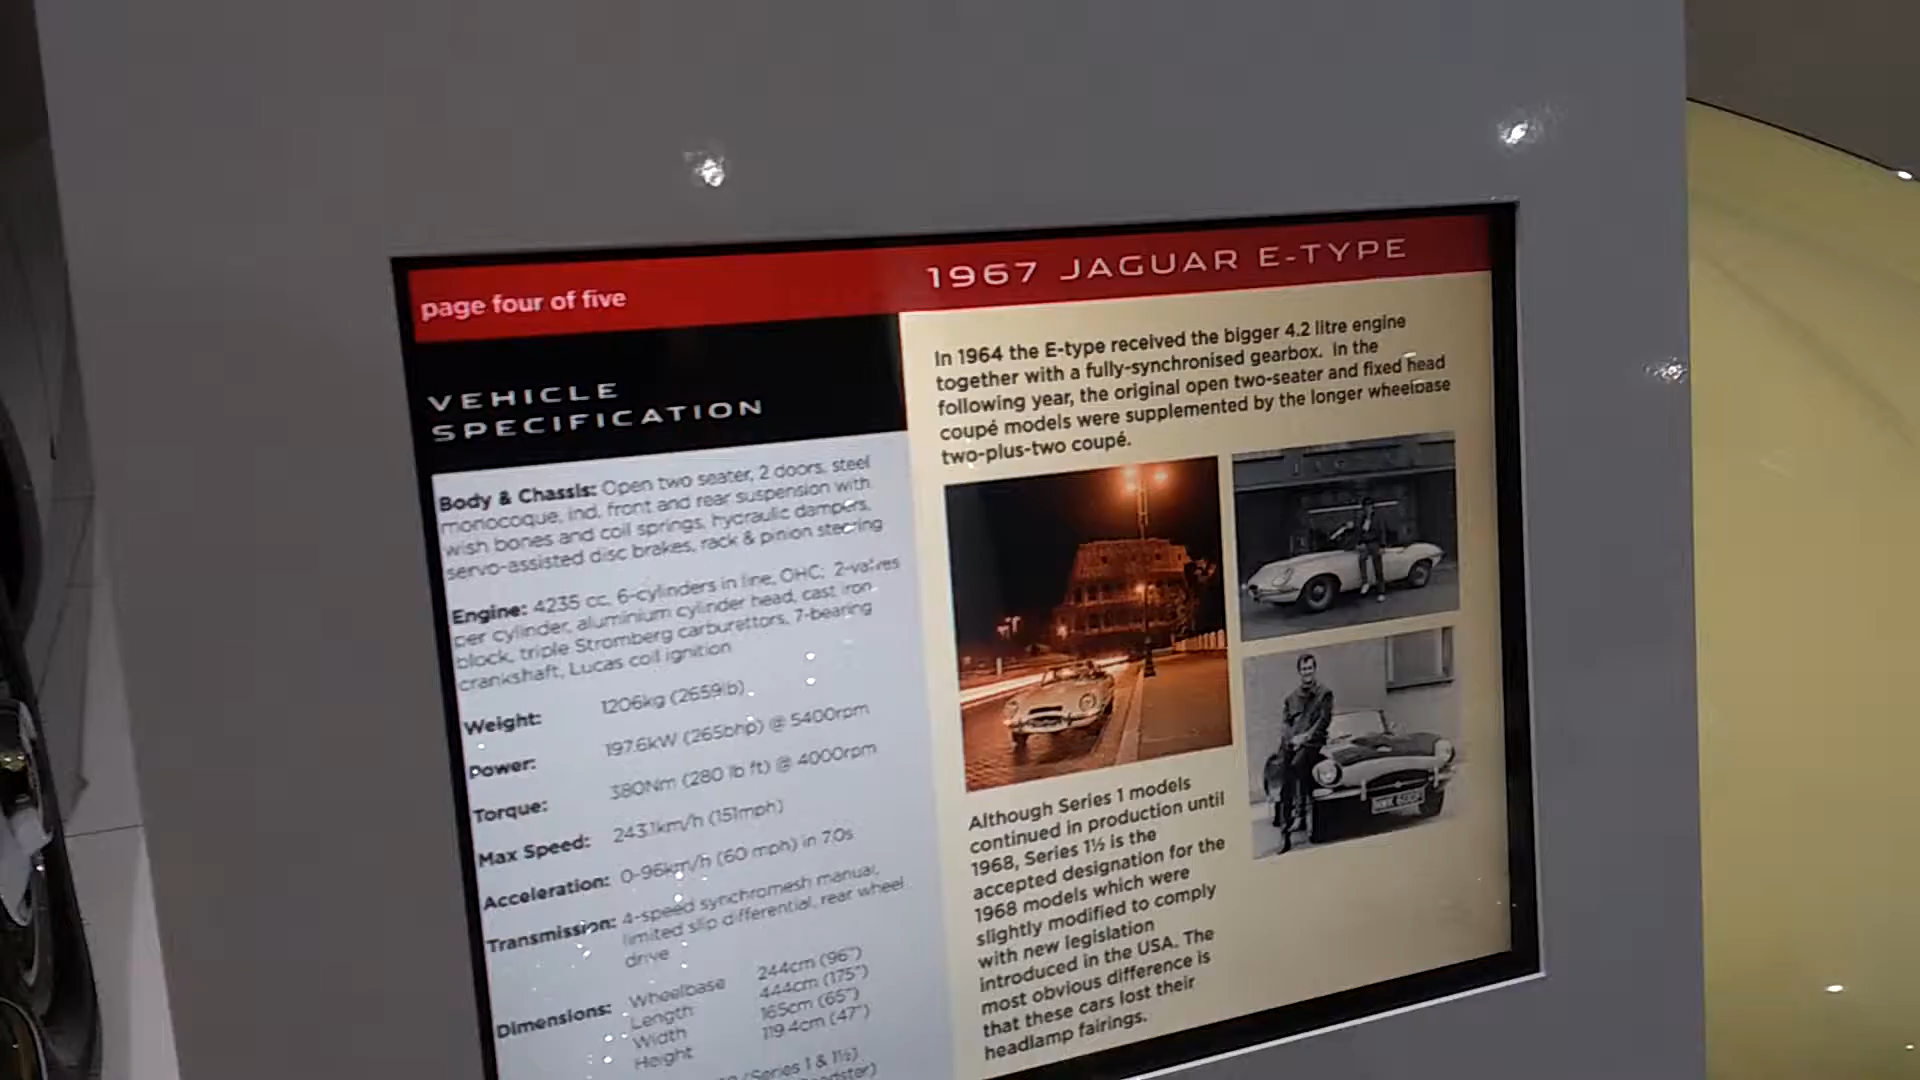 page four of five
1967 JAGUAR E-TYPE
VEHICLE
SPECIFICATION
Body & Chassis: Open two seater, 2 doors, steel
monocoque, ind. front and rear suspension with
wish bones and coil springs, hydraulic dampers,
servo-assisted disc brakes, rack & pinion steering
Engine: 4235 cc, 6-cylinders in line, OHC; 2-valves
per cylinder, aluminium cylinder head, cast iron
block, triple Stromberg carburettors, 7-bearing
crankshaft, Lucas coil ignition
Weight: 1206kg (2659lb)
Power: 197.6kW (265bhp) @ 5400rpm
Torque: 380Nm (280 lb ft) @ 4000rpm
Max Speed: 243.1km/h (151mph)
Acceleration: 0-96km/h (60 mph) in 7.0s
Transmission: 4-speed synchromesh manual,
limited slip differential, rear wheel
drive
Dimensions: Wheelbase 244cm (96")
Length 444cm (175")
Width 165cm (65")
Height 119.4cm (47")
(Series 1 & 1½)
In 1964 the E-type received the bigger 4.2 litre engine
together with a fully-synchronised gearbox. In the
following year, the original open two-seater and fixed head
coupé models were supplemented by the longer wheelbase
two-plus-two coupé.
Although Series 1 models
continued in production until
1968, Series 1½ is the
accepted designation for the
1968 models which were
slightly modified to comply
with new legislation
introduced in the USA. The
most obvious difference is
that these cars lost their
headlamp fairings.